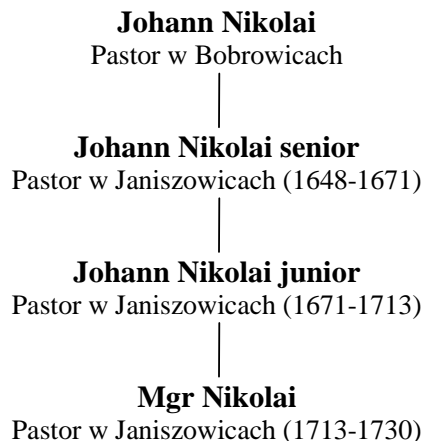 Johann Nikolai
Pastor w Bobrowicach
Johann Nikolai senior
Pastor w Janiszowicach (1648-1671)
Johann Nikolai junior
Pastor w Janiszowicach (1671-1713)
Mgr Nikolai
Pastor w Janiszowicach (1713-1730)